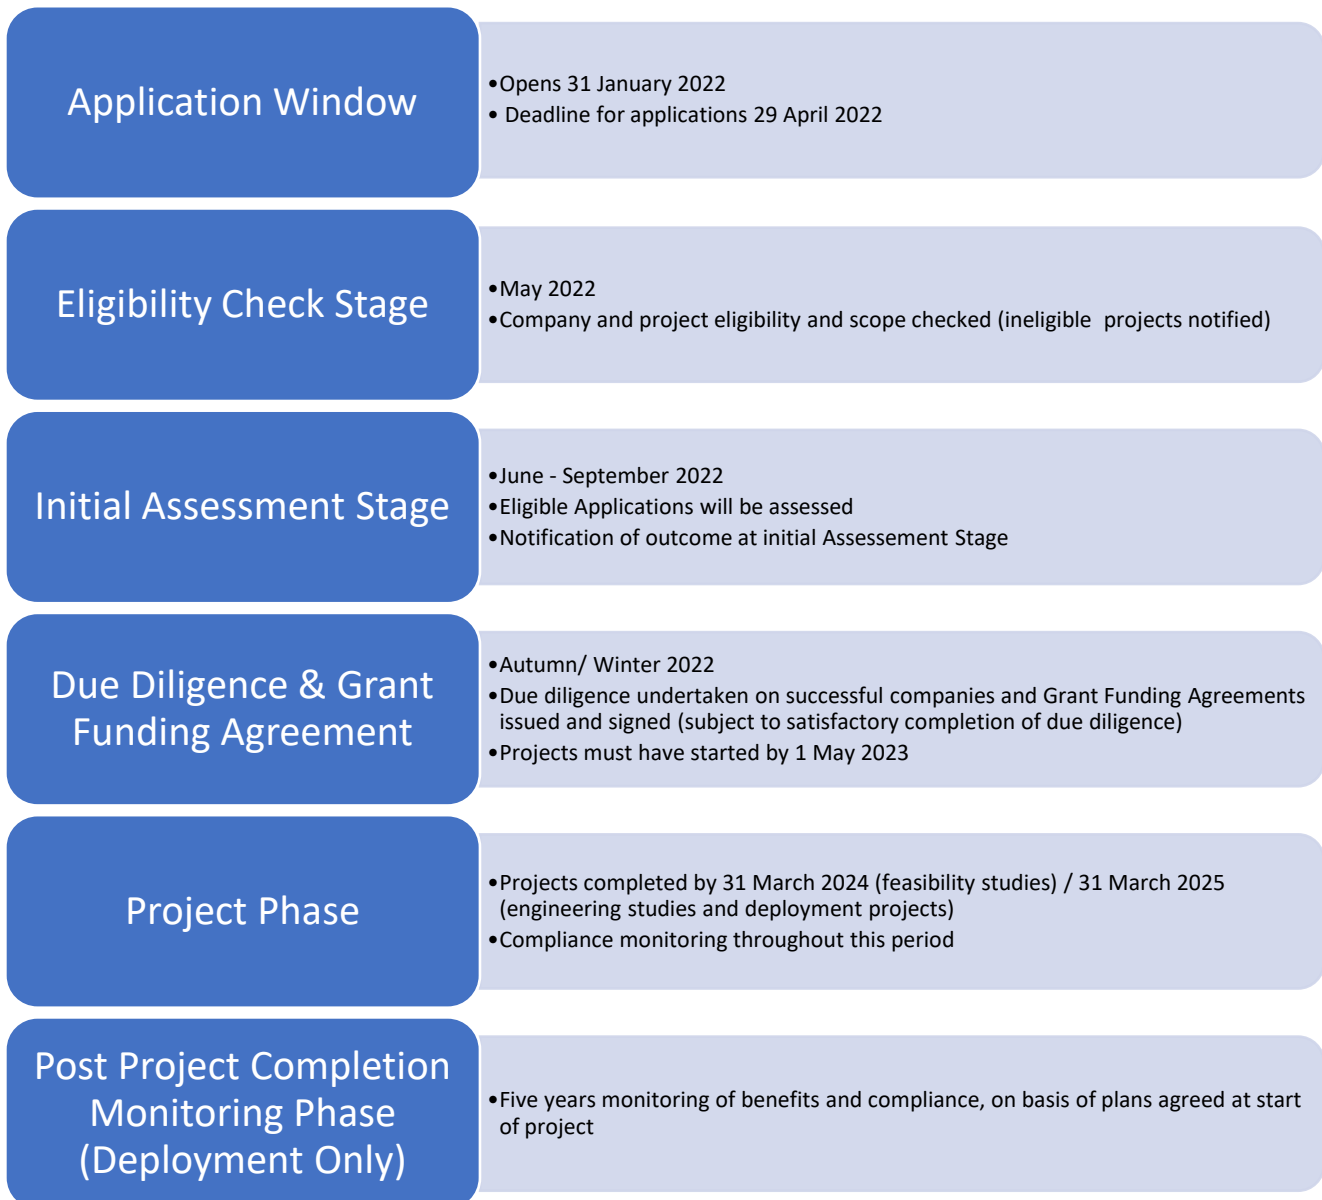 Application Window
•Opens 31 January 2022
• Deadline for applications 29 April 2022
Eligibility Check Stage
•May 2022
•Company and project eligibility and scope checked (ineligible  projects notified)
Initial Assessment Stage
•June - September 2022
•Eligible Applications will be assessed
•Notification of outcome at initial Assessement Stage
Due Diligence & Grant
Funding Agreement
•Autumn/ Winter 2022
•Due diligence undertaken on successful companies and Grant Funding Agreements
issued and signed (subject to satisfactory completion of due diligence)
•Projects must have started by 1 May 2023
Project Phase
•Projects completed by 31 March 2024 (feasibility studies) / 31 March 2025
(engineering studies and deployment projects)
•Compliance monitoring throughout this period
Post Project Completion
Monitoring Phase
(Deployment Only)
•Five years monitoring of benefits and compliance, on basis of plans agreed at start
of project